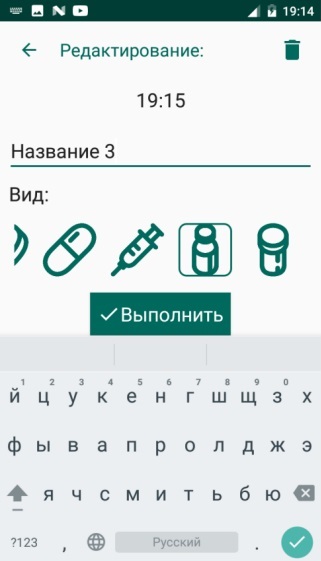 19:14
Редактирование:
19:15
Название 3
Вид:
Выполнить
1 2 3 4 5 6 7 8 9 0
й ц у к е н г ш щ з х
ф ы в а п р о л д ж э
я ч с м и т ь б ю
?123 , Русский .